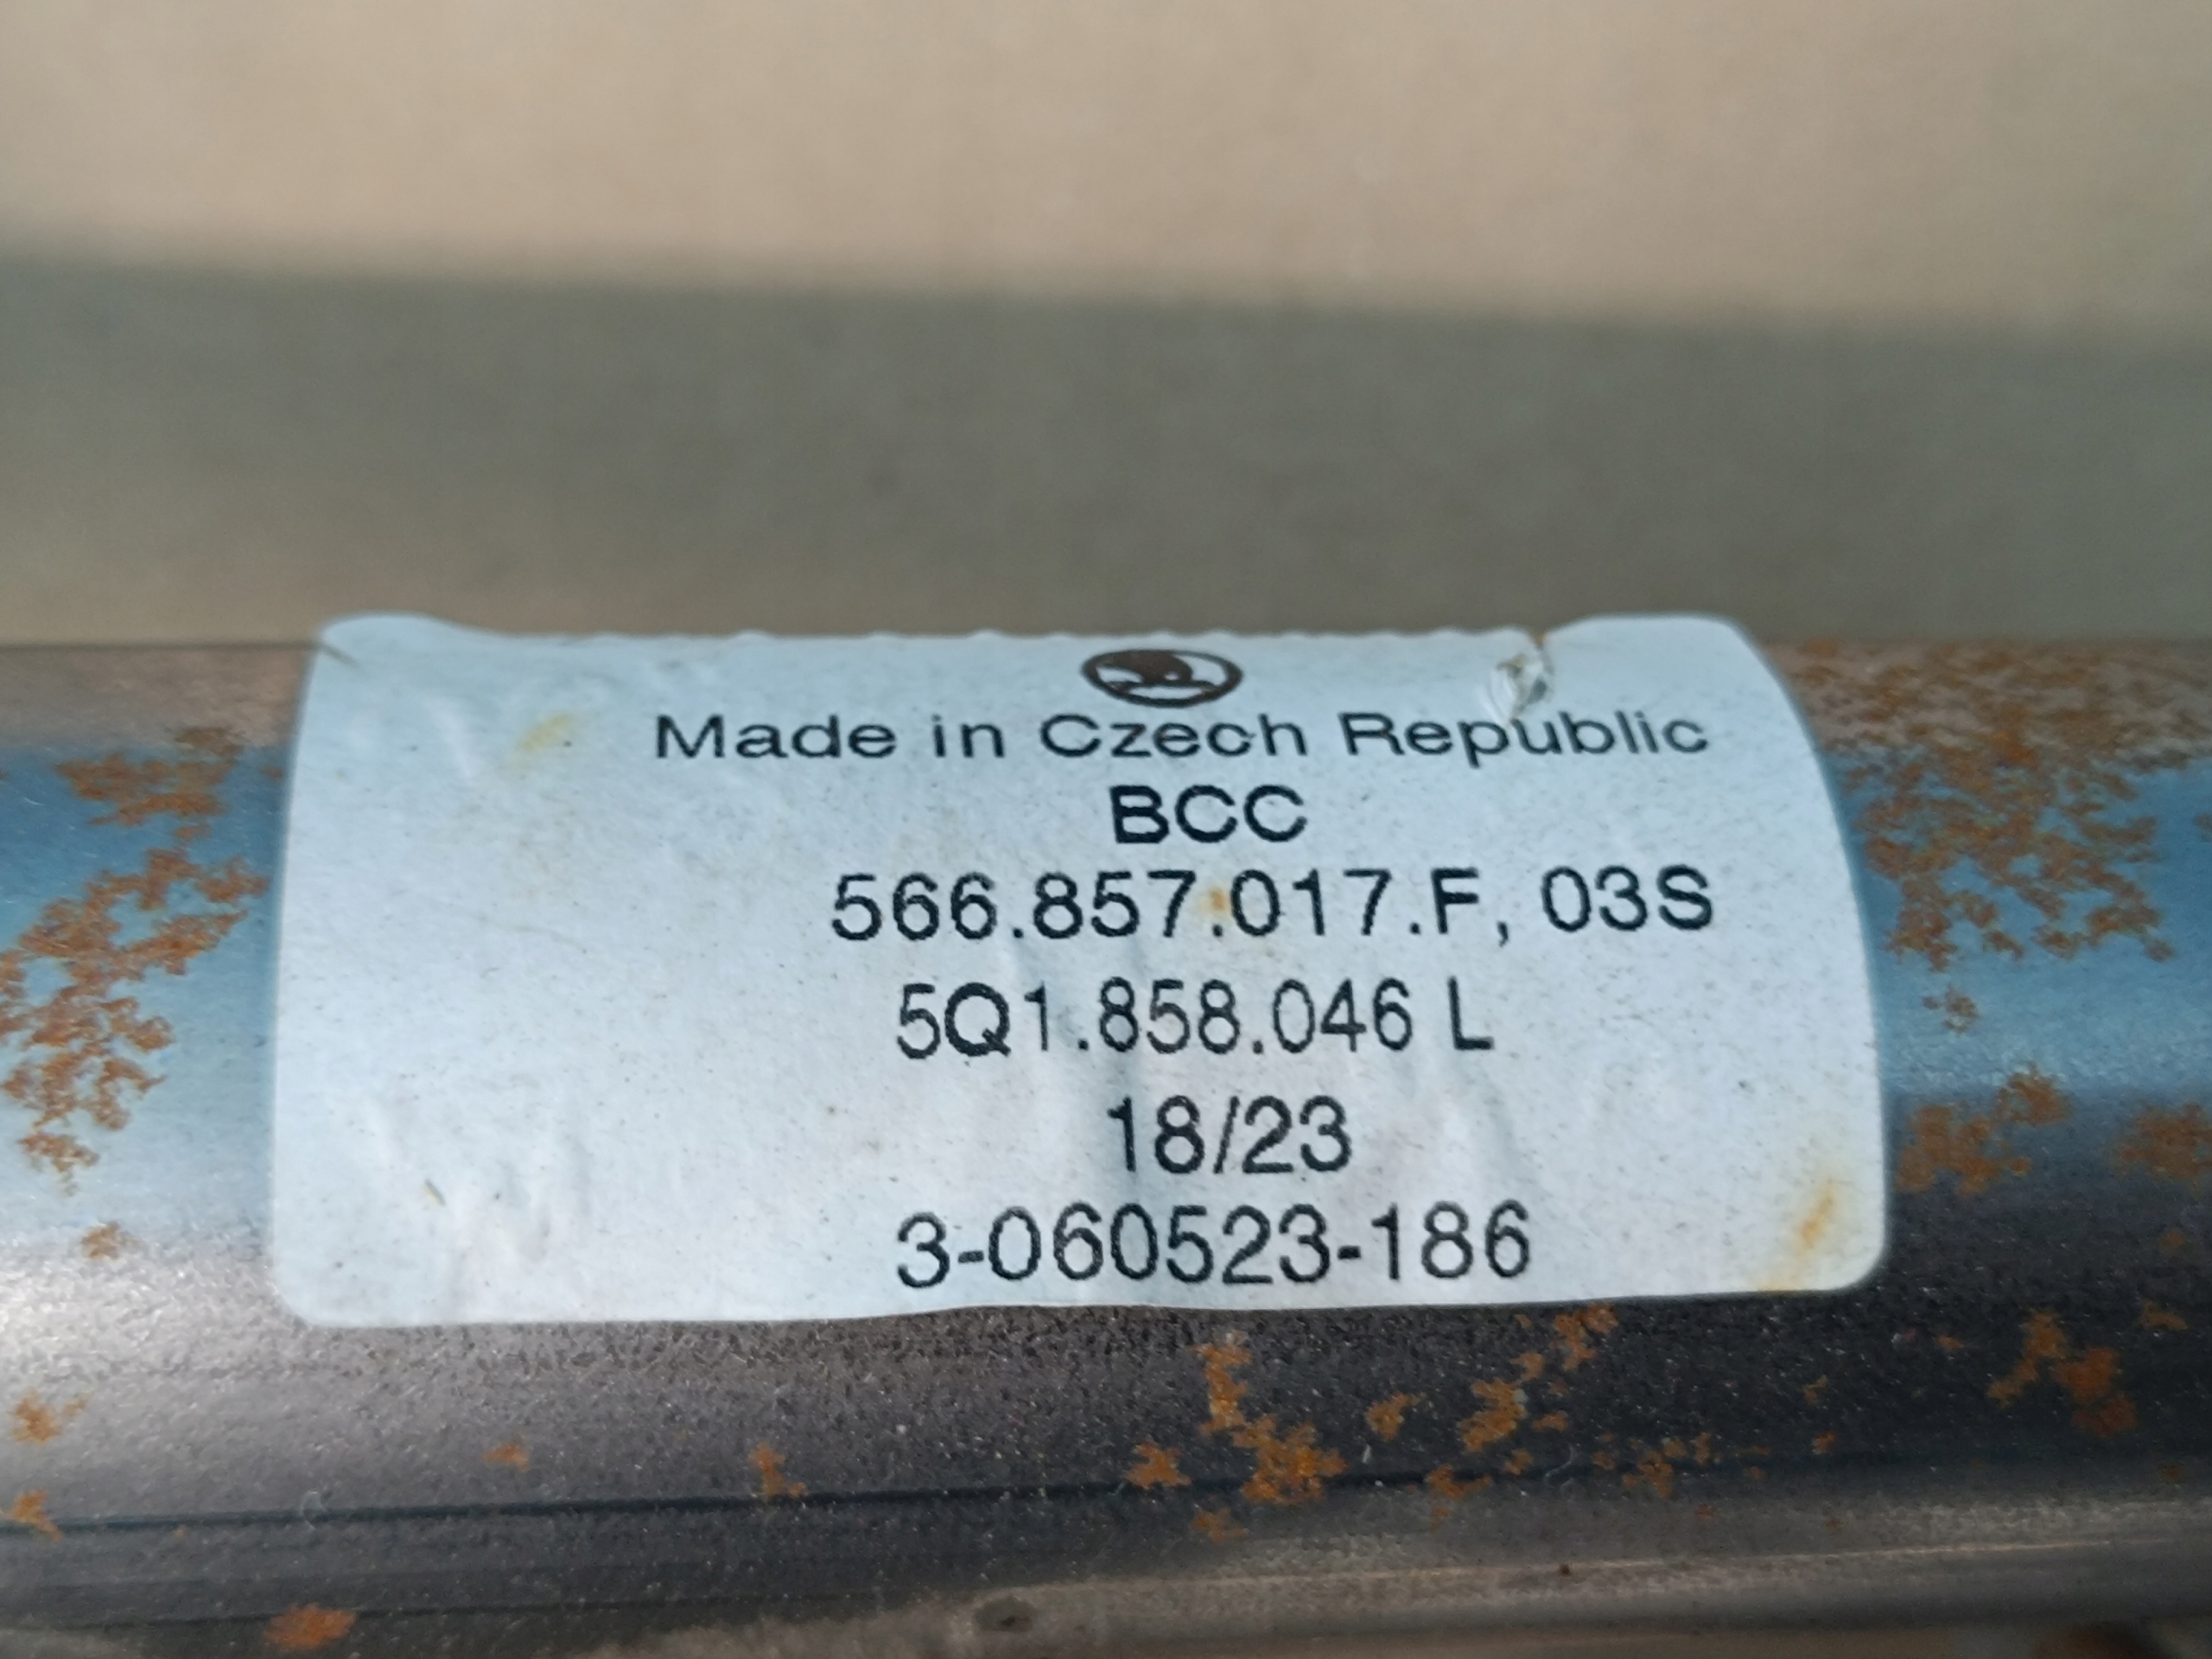 Made in Czech Republic
BCC
566.857.017.F, 03S
5Q1.858.046 L
18/23
3-060523-186